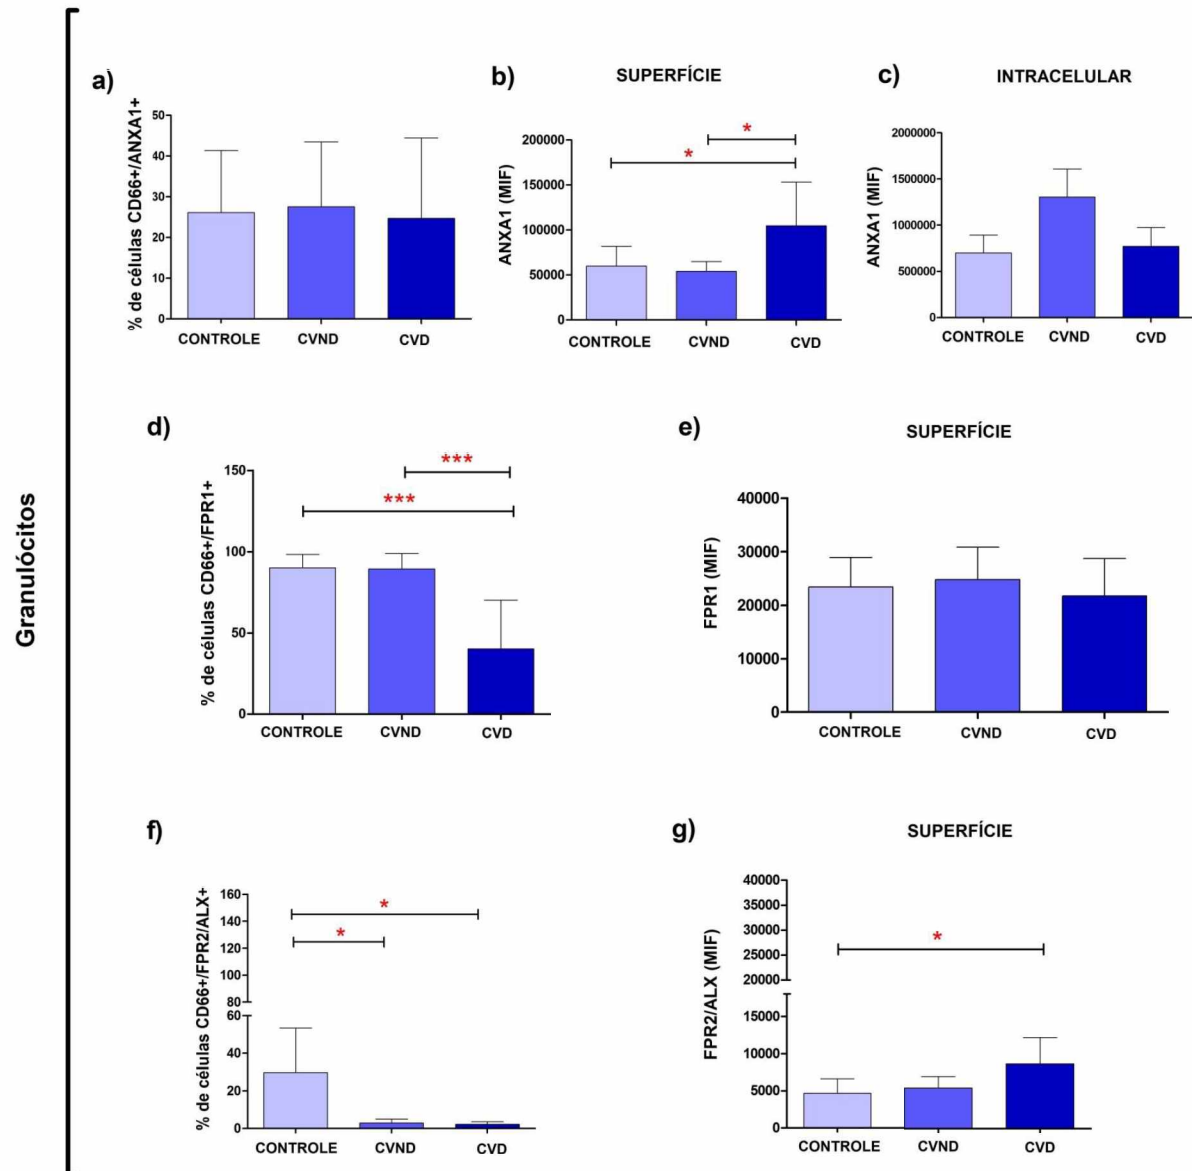 Granulócitos
a)
% de células CD66+/ANXA1+
50
40
30
20
10
0
CONTROLE
CVND
CVD
b)
SUPERFÍCIE
ANXA1 (MIF)
200000
150000
100000
50000
0
*
*
CONTROLE
CVND
CVD
c)
INTRACELULAR
ANXA1 (MIF)
2000000
1500000
1000000
500000
0
CONTROLE
CVND
CVD
d)
% de células CD66+/FPR1+
150
100
50
0
***
***
CONTROLE
CVND
CVD
e)
SUPERFÍCIE
FPR1 (MIF)
40000
30000
20000
10000
0
CONTROLE
CVND
CVD
f)
% de células CD66+/FPR2/ALX+
160
140
120
100
80
60
40
20
0
*
*
CONTROLE
CVND
CVD
g)
SUPERFÍCIE
FPR2/ALX (MIF)
40000
35000
30000
25000
20000
15000
10000
5000
0
*
CONTROLE
CVND
CVD